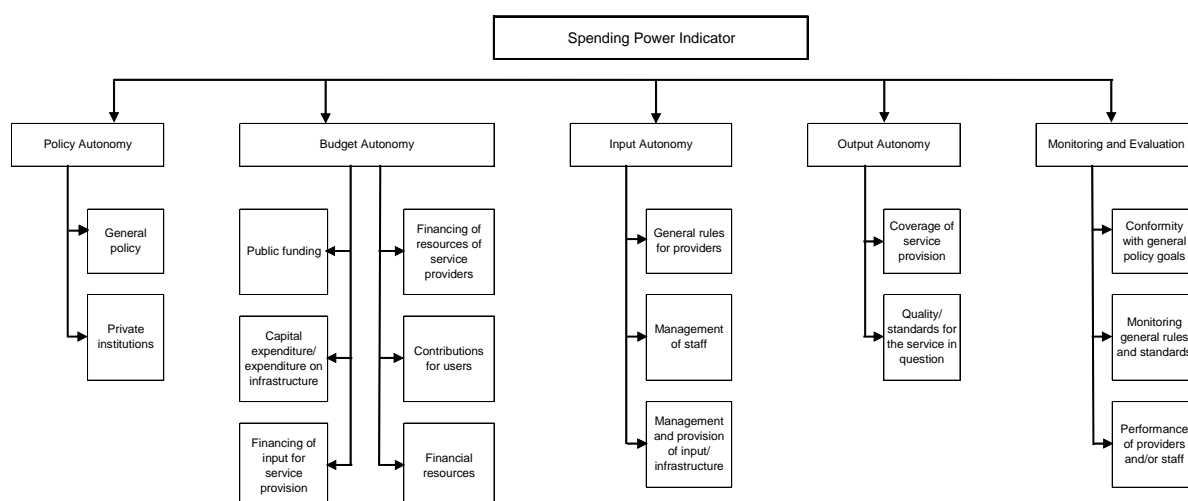 Spending Power Indicator
Policy Autonomy
Budget Autonomy
Input Autonomy
Output Autonomy
Monitoring and Evaluation
General
policy
Private
institutions
Public funding
Capital
expenditure/
expenditure on
infrastructure
Financing of
input for
service
provision
Financing of
resources of
service
providers
Contributions
for users
Financial
resources
General rules
for providers
Management
of staff
Management
and provision
of input/
infrastructure
Coverage of
service
provision
Quality/
standards for
the service in
question
Conformity
with general
policy goals
Monitoring
general rules
and standards
Performance
of providers
and/or staff